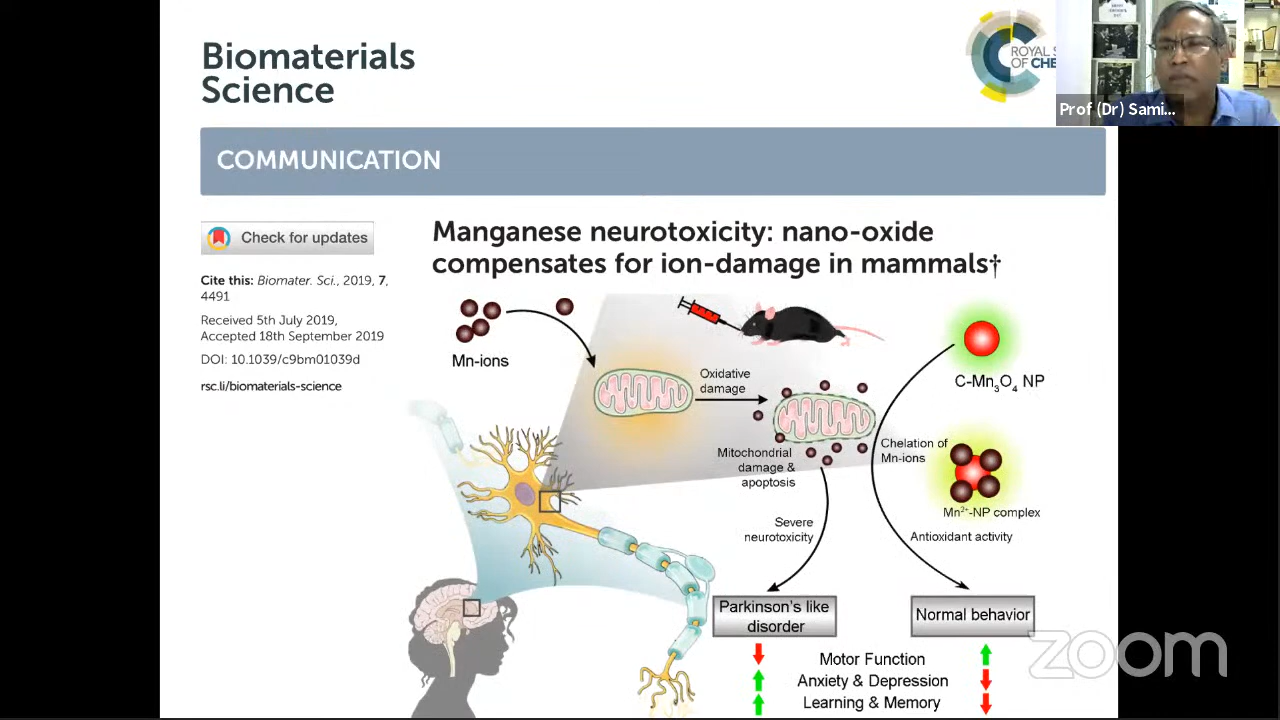 Biomaterials
Science
ROYAL S
OF CHE
Prof (Dr) Sami...
COMMUNICATION
Check for updates
Manganese neurotoxicity: nano-oxide
compensates for ion-damage in mammals†
Cite this: Biomater. Sci., 2019, 7,
4491
Received 5th July 2019,
Accepted 18th September 2019
DOI: 10.1039/c9bm01039d
rsc.li/biomaterials-science
Mn-ions
Oxidative
damage
C-Mn₃O₄ NP
Mitochondrial
damage &
apoptosis
Chelation of
Mn-ions
Mn²⁺-NP complex
Severe
neurotoxicity
Antioxidant activity
Parkinson's like
disorder
Normal behavior
Motor Function
Anxiety & Depression
Learning & Memory
zoom